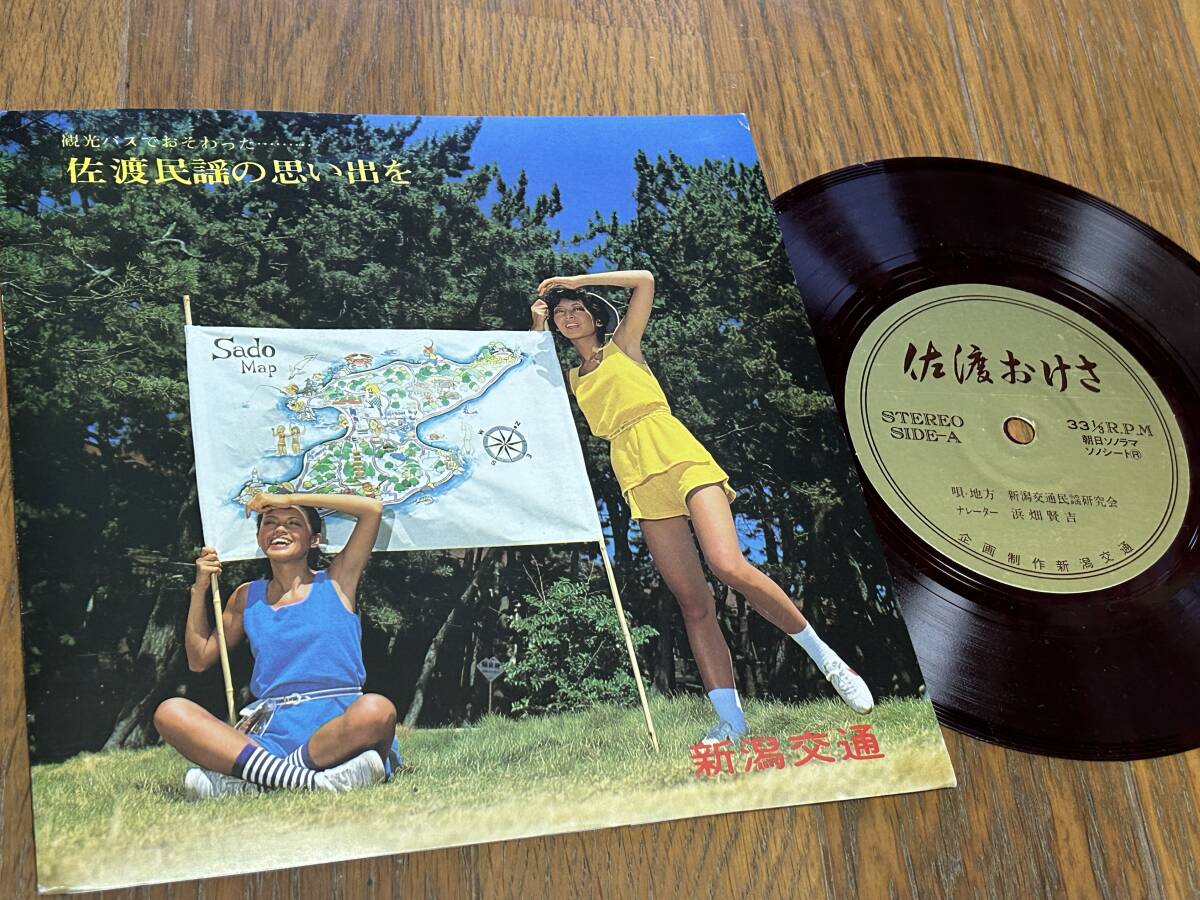 観光バスでおそわった………
佐渡民謡の思い出を
Sado
Map
N
S
新潟交通
佐渡おけさ
STEREO
SIDE-A
33⅓R.P.M
朝日ソノラマ
ソノシートⓇ
唄・地方 新潟交通民謡研究会
ナレーター 浜畑賢吉
企画制作新潟交通